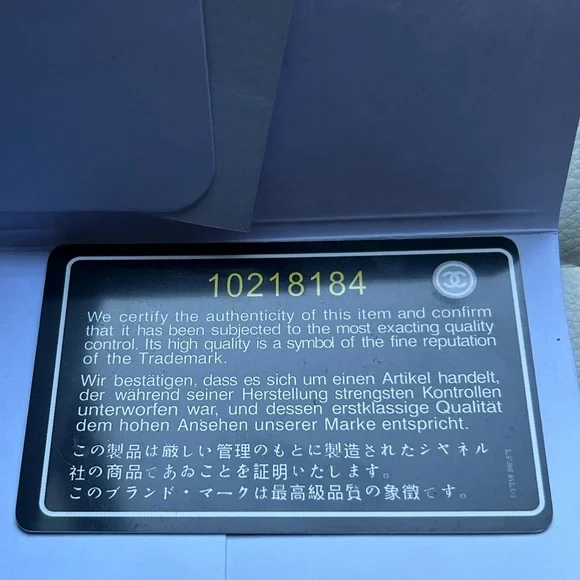 10218184
We certify the authenticity of this item and confirm
that it has been subjected to the most exacting quality
control. Its high quality is a symbol of the fine reputation
of the Trademark.
Wir bestätigen, dass es sich um einen Artikel handelt,
der während seiner Herstellung strengsten Kontrollen
unterworfen war, und dessen erstklassige Qualität
dem hohen Ansehen unserer Marke entspricht.
この製品は厳しい管理のもとに製造されたシヤネル
社の商品であおことを証明いたします。
このブランド・マークは最高級品質の象徴です。